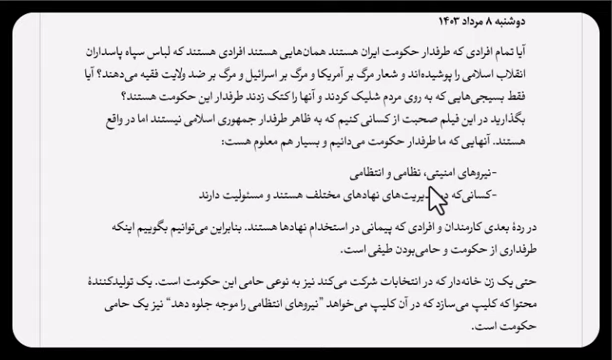 دوشنبه ۸ مرداد ۱۴۰۳
آیا تمام افرادی که طرفدار حکومت ایران هستند همان‌هایی هستند افرادی هستند که لباس سپاه پاسداران
انقلاب اسلامی را پوشیده‌اند و شعار مرگ بر آمریکا و مرگ بر اسرائیل و مرگ بر ضد ولایت فقیه می‌دهند؟ آیا
فقط بسیجی‌هایی که به روی مردم شلیک کردند و آنها را کتک زدند طرفدار این حکومت هستند؟
بگذارید در این فیلم صحبت از کسانی کنیم که به ظاهر طرفدار جمهوری اسلامی نیستند اما در واقع
هستند. آنهایی که ما طرفدار حکومت می‌دانیم و بسیار هم معلوم هست:
-نیروهای امنیتی، نظامی و انتظامی
-کسانی‌که در مدیریت‌های نهادهای مختلف هستند و مسئولیت دارند
در ردهٔ بعدی کارمندان و افرادی که پیمانی در استخدام نهادها هستند. بنابراین می‌توانیم بگوییم اینکه
طرفداری از حکومت و حامی‌بودن طیفی است.
حتی یک زن خانه‌دار که در انتخابات شرکت می‌کند نیز به نوعی حامی این حکومت است. یک تولیدکنندهٔ
محتوا که کلیپ می‌سازد که در آن کلیپ می‌خواهد "نیروهای انتظامی را موجه جلوه دهد" نیز یک حامی
حکومت است.